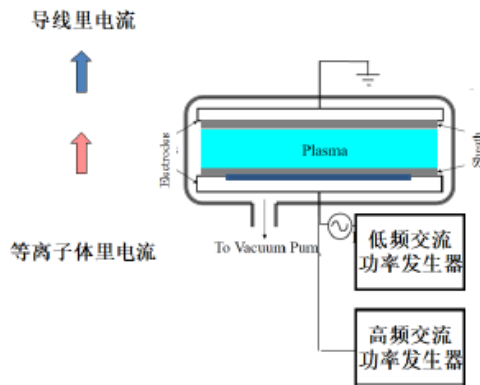 导线里电流
Electrodes
Plasma
Sheath
等离子体里电流
To Vacuum Pum
低频交流
功率发生器
高频交流
功率发生器